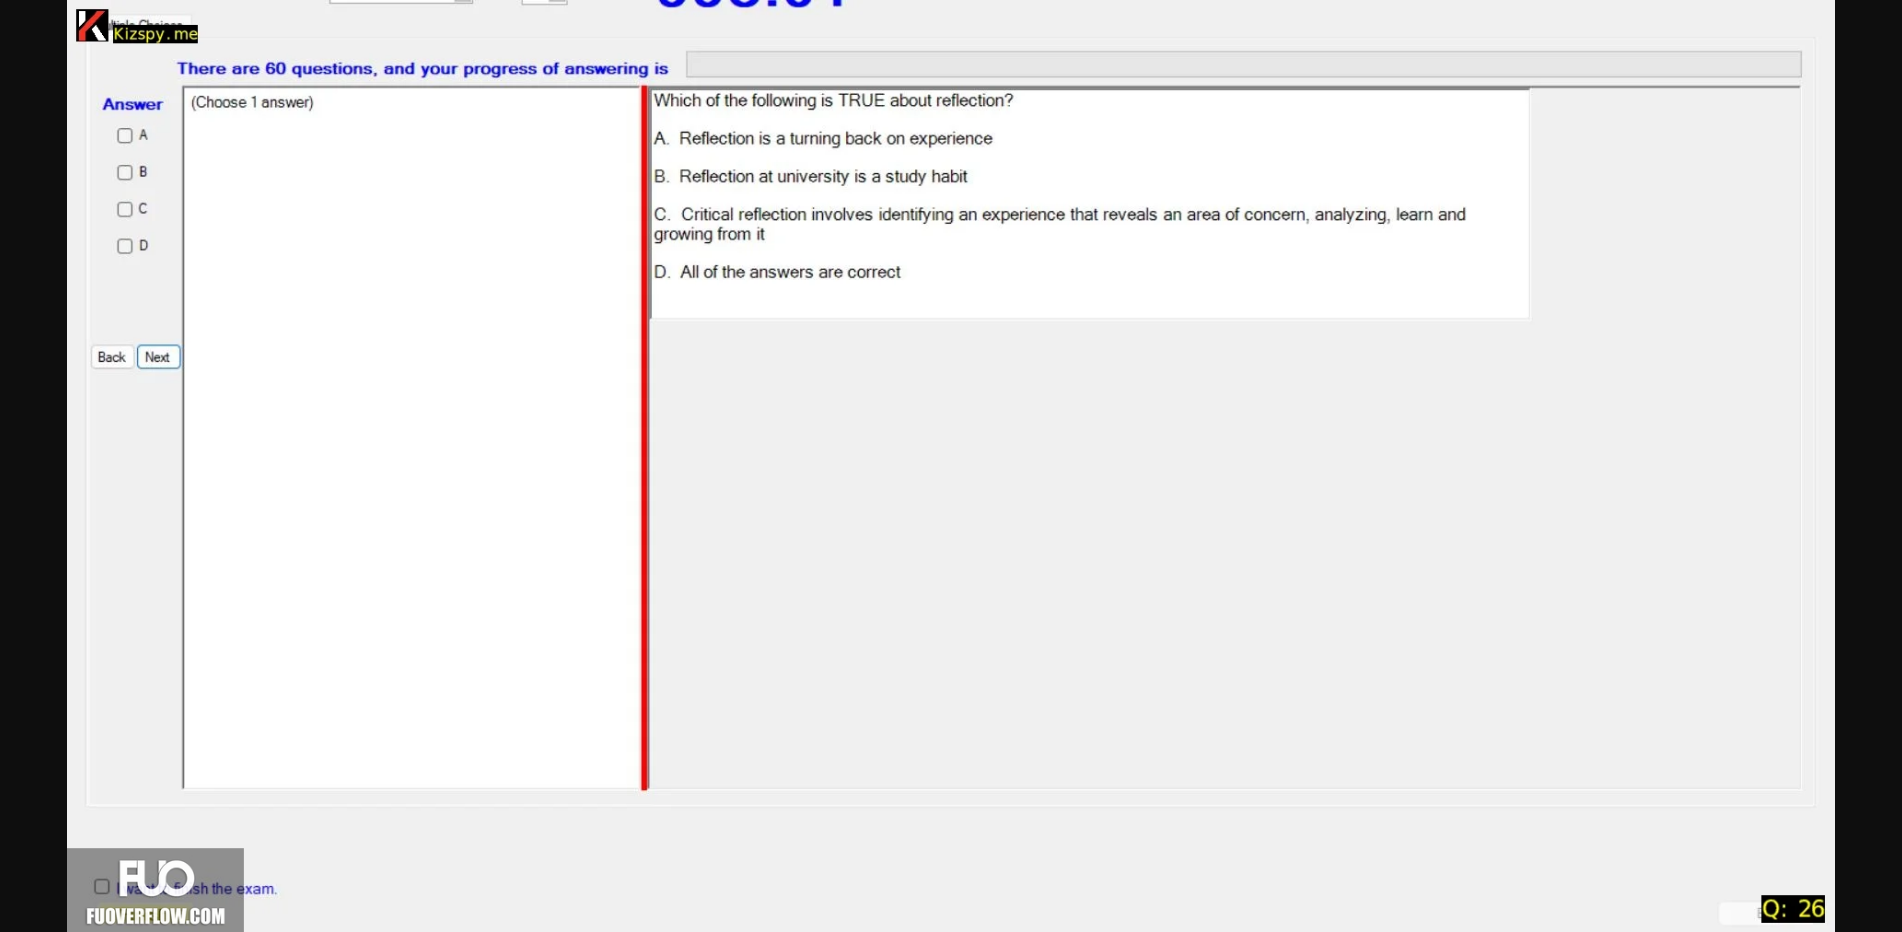 Kizspy.me
There are 60 questions, and your progress of answering is
Answer
(Choose 1 answer)
A
B
C
D
Back
Next
Which of the following is TRUE about reflection?
A. Reflection is a turning back on experience
B. Reflection at university is a study habit
C. Critical reflection involves identifying an experience that reveals an area of concern, analyzing, learn and
growing from it
D. All of the answers are correct
the exam.
FUO
FUOVERFLOW.COM
Q: 26